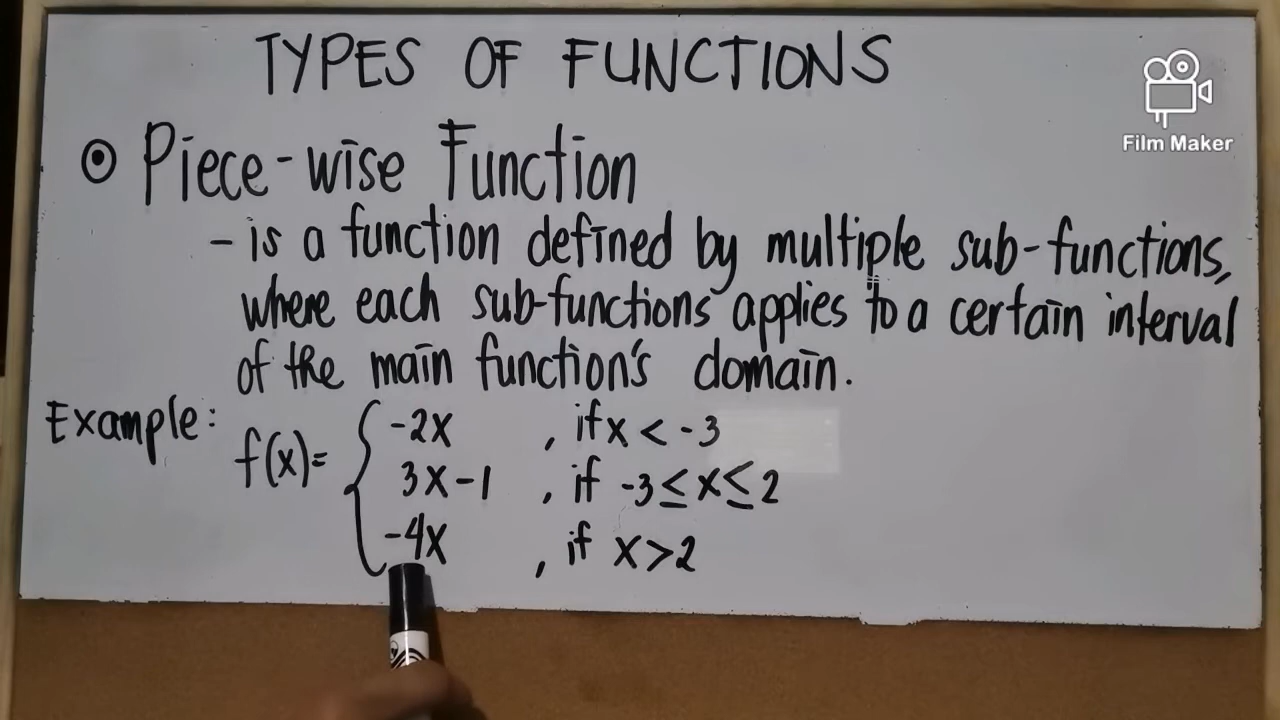 TYPES OF FUNCTIONS
Film Maker
⊙ Piece-wise Function
- is a function defined by multiple sub-functions,
where each sub-functions applies to a certain interval
of the main function's domain.
Example: f(x)= { -2x , if x < -3
3x-1 , if -3 ≤ x ≤ 2
-4x , if x > 2